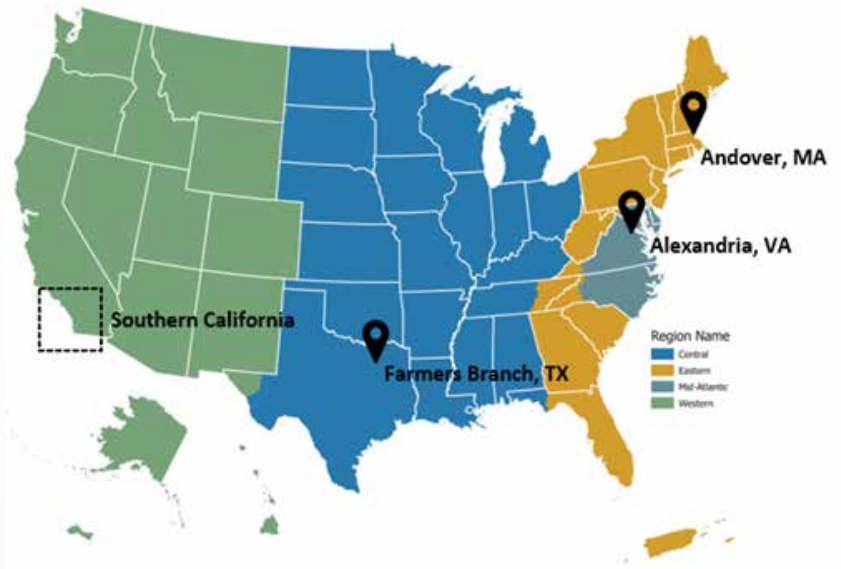 Andover, MA
Alexandria, VA
Southern California
Farmers Branch, TX
Region Name
Central
Eastern
Mid-Atlantic
Western